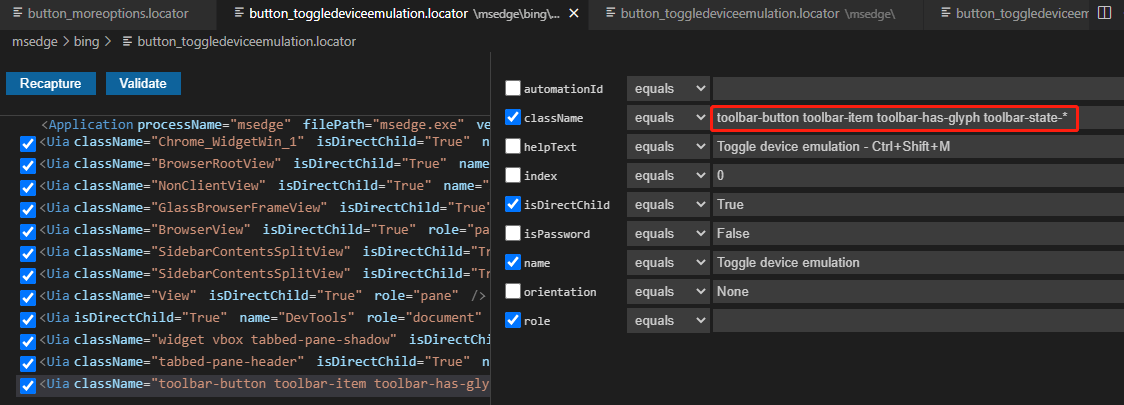 button_moreoptions.locator
button_toggledeviceemulation.locator \msedge\bing\...
button_toggledeviceemulation.locator \msedge\
button_toggledeviceem
msedge > bing > button_toggledeviceemulation.locator
Recapture Validate
<Application processName="msedge" filePath="msedge.exe" ve
<Uia className="Chrome_WidgetWin_1" isDirectChild="True" n
<Uia className="BrowserRootView" isDirectChild="True" name
<Uia className="NonClientView" isDirectChild="True" name="
<Uia className="GlassBrowserFrameView" isDirectChild="True"
<Uia className="BrowserView" isDirectChild="True" role="pa
<Uia className="SidebarContentsSplitView" isDirectChild="Tr
<Uia className="SidebarContentsSplitView" isDirectChild="Tr
<Uia className="View" isDirectChild="True" role="pane" />
<Uia isDirectChild="True" name="DevTools" role="document"
<Uia className="widget vbox tabbed-pane-shadow" isDirectChi
<Uia className="tabbed-pane-header" isDirectChild="True" n
<Uia className="toolbar-button toolbar-item toolbar-has-gly
automationId equals
className equals toolbar-button toolbar-item toolbar-has-glyph toolbar-state-*
helpText equals Toggle device emulation - Ctrl+Shift+M
index equals 0
isDirectChild equals True
isPassword equals False
name equals Toggle device emulation
orientation equals None
role equals